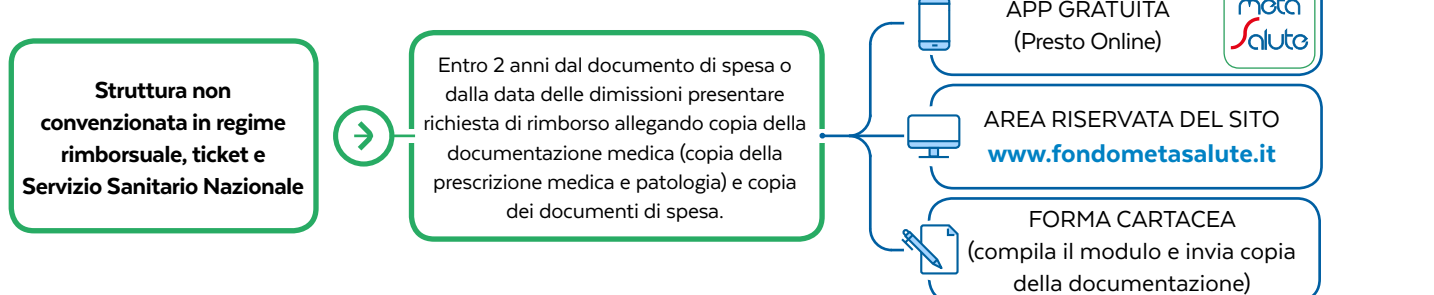 Struttura non
convenzionata in regime
rimborsuale, ticket e
Servizio Sanitario Nazionale
Entro 2 anni dal documento di spesa o
dalla data delle dimissioni presentare
richiesta di rimborso allegando copia della
documentazione medica (copia della
prescrizione medica e patologia) e copia
dei documenti di spesa.
APP GRATUITA
(Presto Online)
meta
Salute
AREA RISERVATA DEL SITO
www.fondometasalute.it
FORMA CARTACEA
(compila il modulo e invia copia
della documentazione)